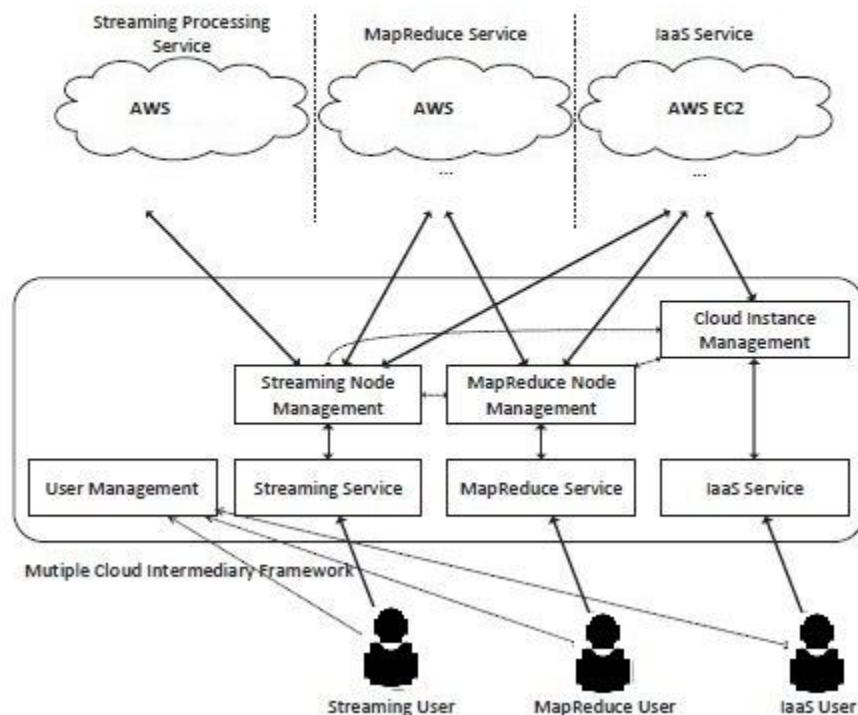 Streaming Processing
Service
MapReduce Service
IaaS Service
AWS
AWS
AWS EC2
...
...
Cloud Instance
Management
Streaming Node
Management
MapReduce Node
Management
User Management
Streaming Service
MapReduce Service
IaaS Service
Mutiple Cloud Intermediary Framework
Streaming User
MapReduce User
IaaS User